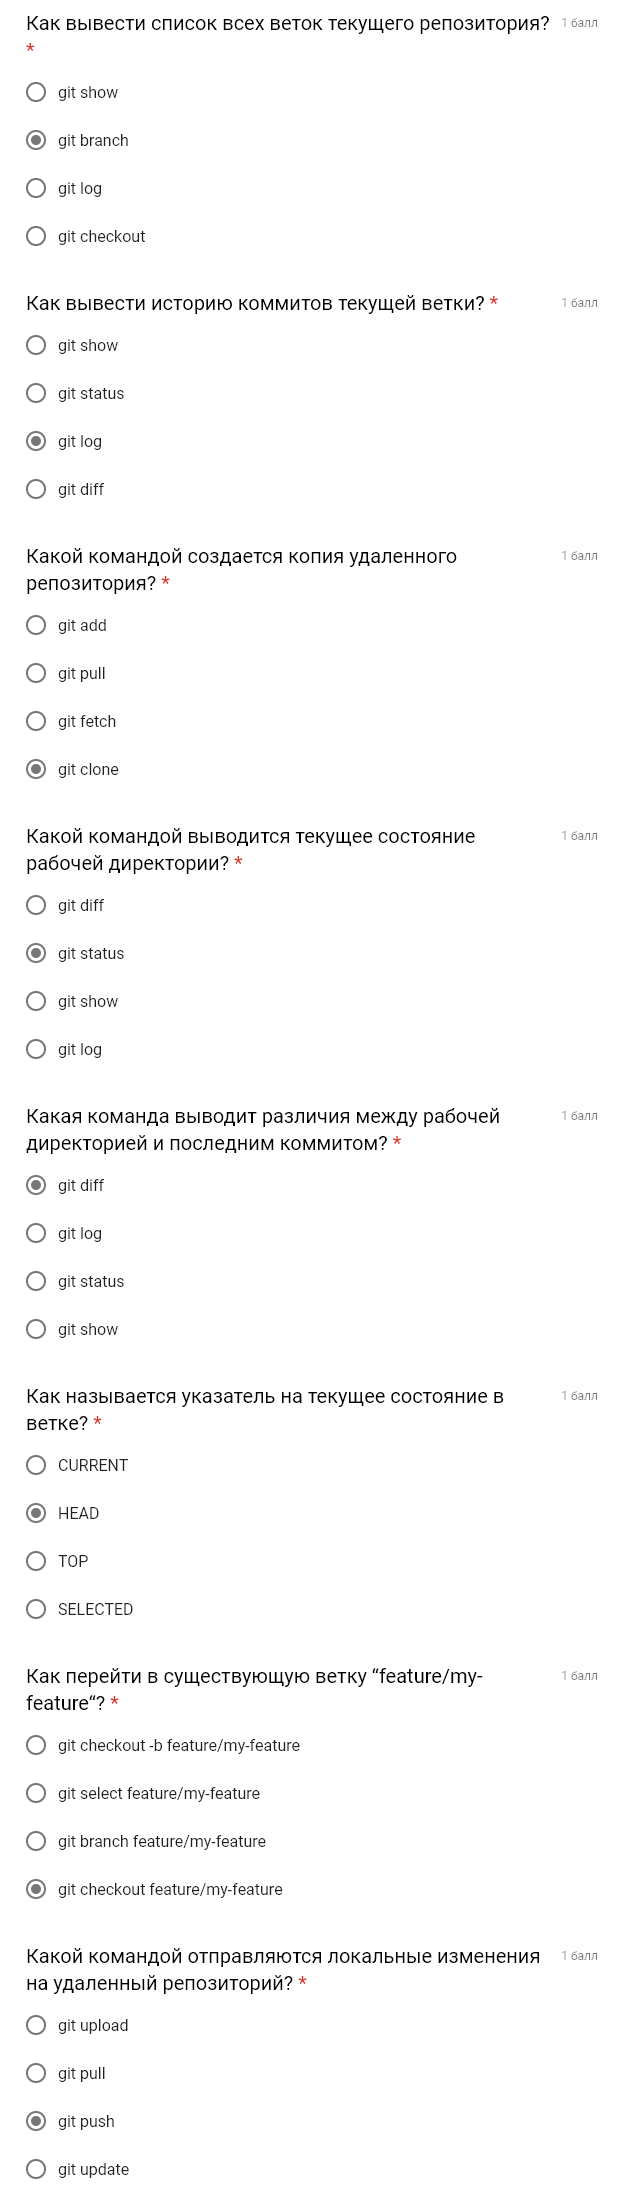 Как вывести список всех веток текущего репозитория? 1 балл
*
git show
git branch
git log
git checkout
Как вывести историю коммитов текущей ветки? * 1 балл
git show
git status
git log
git diff
Какой командой создается копия удаленного 1 балл
репозитория? *
git add
git pull
git fetch
git clone
Какой командой выводится текущее состояние 1 балл
рабочей директории? *
git diff
git status
git show
git log
Какая команда выводит различия между рабочей 1 балл
директорией и последним коммитом? *
git diff
git log
git status
git show
Как называется указатель на текущее состояние в 1 балл
ветке? *
CURRENT
HEAD
TOP
SELECTED
Как перейти в существующую ветку “feature/my- 1 балл
feature“? *
git checkout -b feature/my-feature
git select feature/my-feature
git branch feature/my-feature
git checkout feature/my-feature
Какой командой отправляются локальные изменения 1 балл
на удаленный репозиторий? *
git upload
git pull
git push
git update